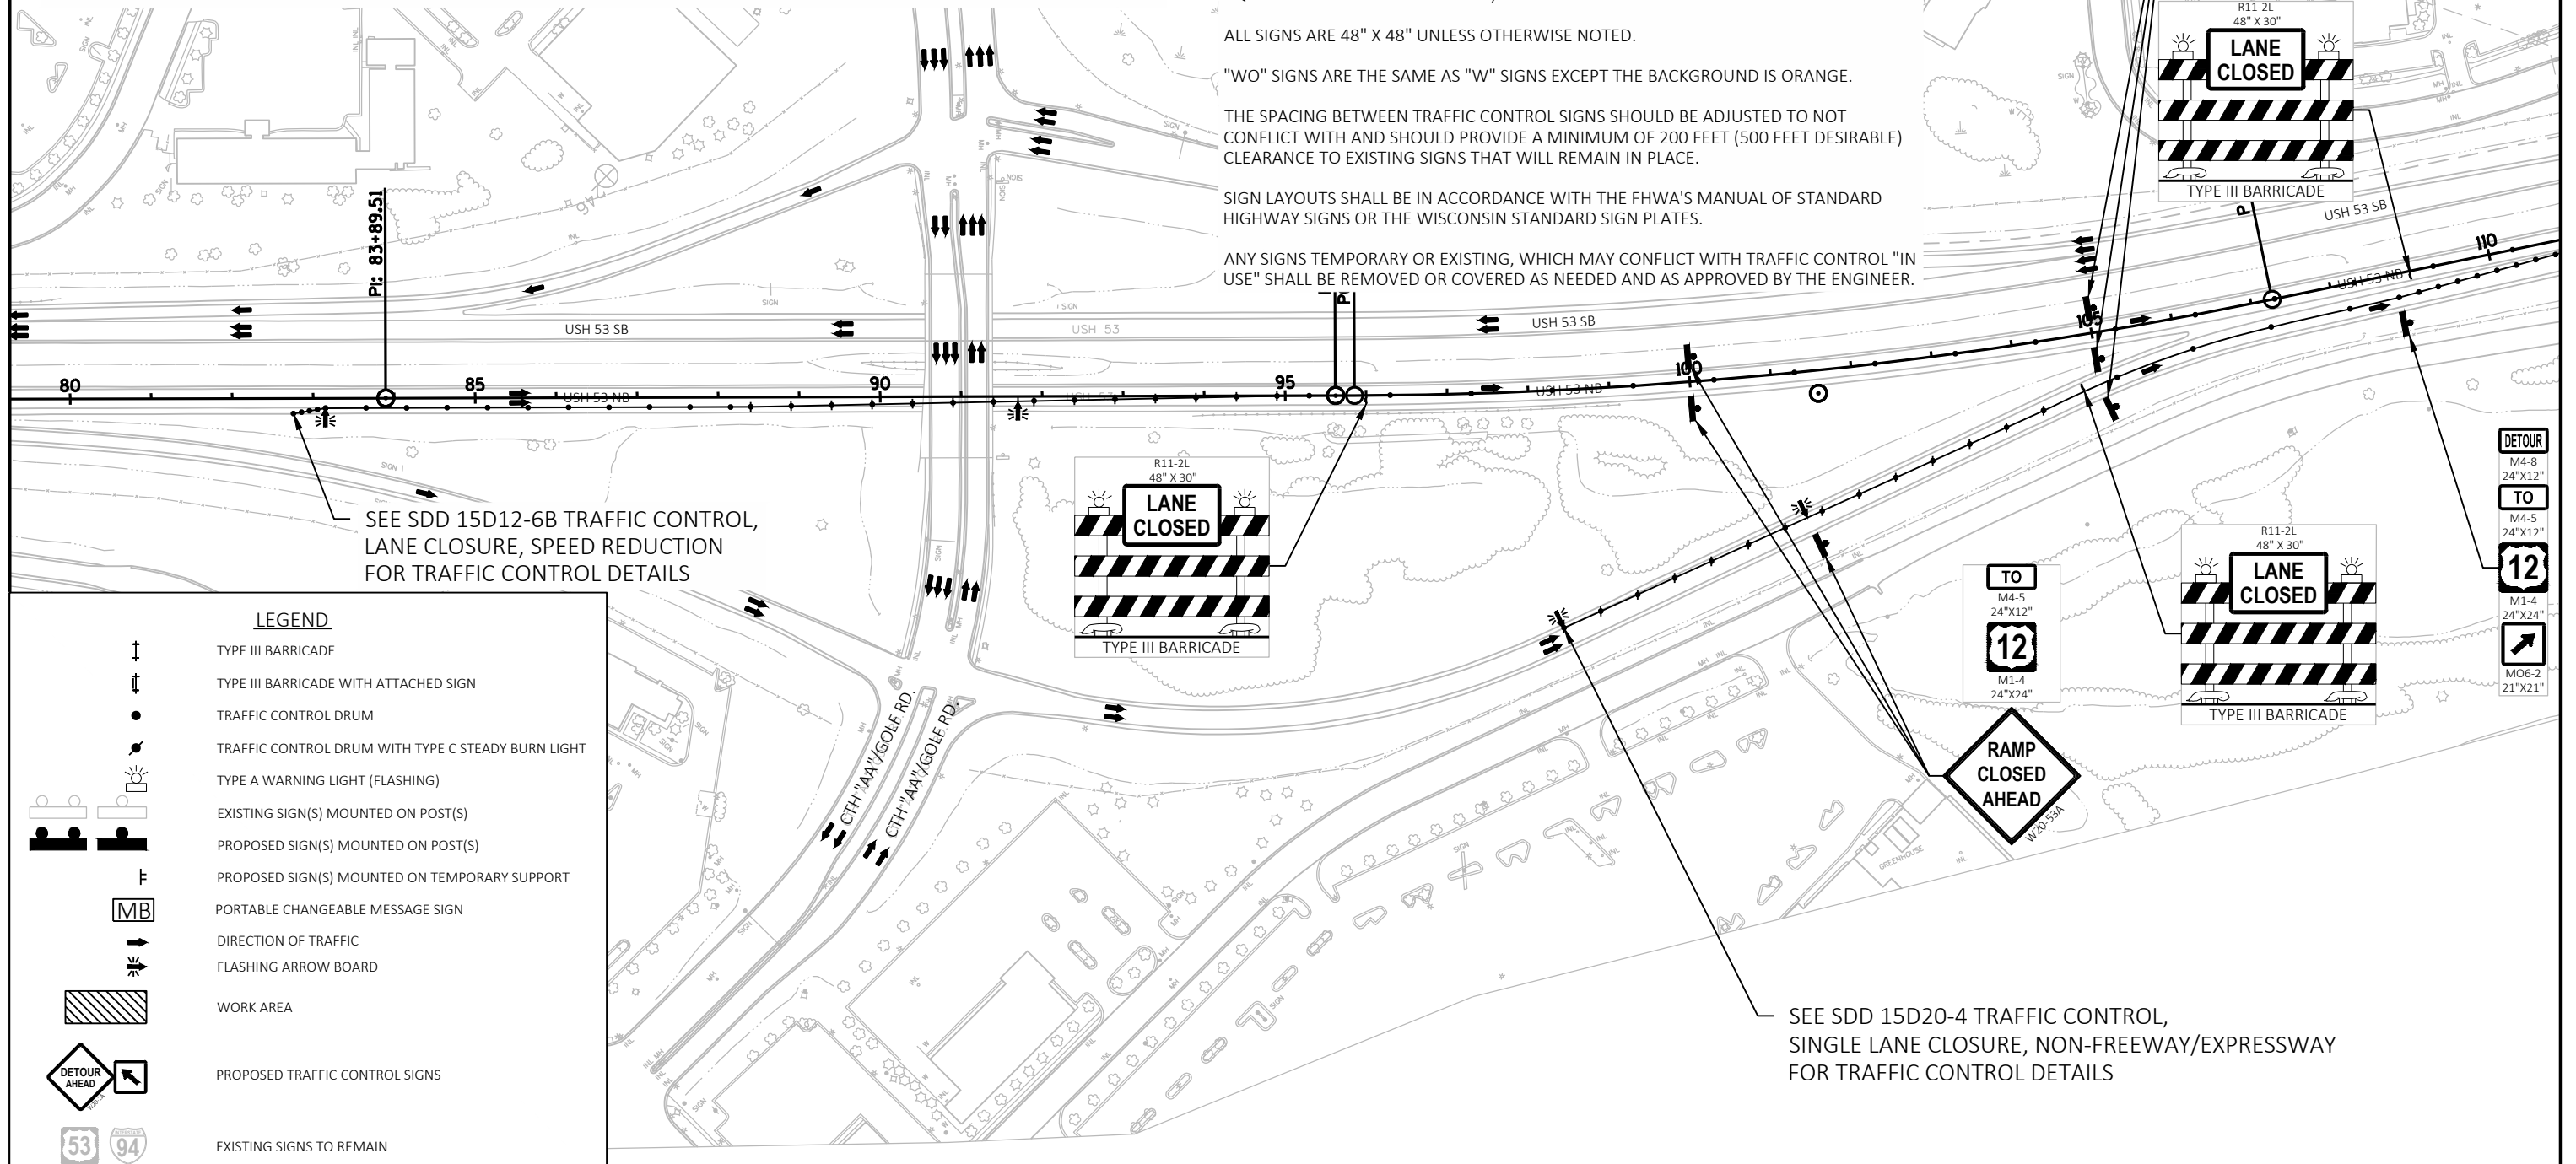 ALL SIGNS ARE 48" X 48" UNLESS OTHERWISE NOTED.
"WO" SIGNS ARE THE SAME AS "W" SIGNS EXCEPT THE BACKGROUND IS ORANGE.
THE SPACING BETWEEN TRAFFIC CONTROL SIGNS SHOULD BE ADJUSTED TO NOT
CONFLICT WITH AND SHOULD PROVIDE A MINIMUM OF 200 FEET (500 FEET DESIRABLE)
CLEARANCE TO EXISTING SIGNS THAT WILL REMAIN IN PLACE.
SIGN LAYOUTS SHALL BE IN ACCORDANCE WITH THE FHWA'S MANUAL OF STANDARD
HIGHWAY SIGNS OR THE WISCONSIN STANDARD SIGN PLATES.
ANY SIGNS TEMPORARY OR EXISTING, WHICH MAY CONFLICT WITH TRAFFIC CONTROL "IN
USE" SHALL BE REMOVED OR COVERED AS NEEDED AND AS APPROVED BY THE ENGINEER.
R11-2L
48" X 30"
LANE
CLOSED
TYPE III BARRICADE
USH 53 SB
PI: 83+89.51
USH 53 SB
USH 53
USH 53 SB
80
85
90
95
100
105
110
USH 53 NB
USH 53 NB
USH 53 NB
SEE SDD 15D12-6B TRAFFIC CONTROL,
LANE CLOSURE, SPEED REDUCTION
FOR TRAFFIC CONTROL DETAILS
R11-2L
48" X 30"
LANE
CLOSED
TYPE III BARRICADE
TO
M4-5
24"X12"
12
M1-4
24"X24"
RAMP
CLOSED
AHEAD
W20-53A
R11-2L
48" X 30"
LANE
CLOSED
TYPE III BARRICADE
DETOUR
M4-8
24"X12"
TO
M4-5
24"X12"
12
M1-4
24"X24"
MO6-2
21"X21"
CTH "AA"/GOLF RD.
CTH "AA"/GOLF RD.
GREENHOUSE
SEE SDD 15D20-4 TRAFFIC CONTROL,
SINGLE LANE CLOSURE, NON-FREEWAY/EXPRESSWAY
FOR TRAFFIC CONTROL DETAILS
LEGEND
TYPE III BARRICADE
TYPE III BARRICADE WITH ATTACHED SIGN
TRAFFIC CONTROL DRUM
TRAFFIC CONTROL DRUM WITH TYPE C STEADY BURN LIGHT
TYPE A WARNING LIGHT (FLASHING)
EXISTING SIGN(S) MOUNTED ON POST(S)
PROPOSED SIGN(S) MOUNTED ON POST(S)
PROPOSED SIGN(S) MOUNTED ON TEMPORARY SUPPORT
MB PORTABLE CHANGEABLE MESSAGE SIGN
DIRECTION OF TRAFFIC
FLASHING ARROW BOARD
WORK AREA
DETOUR
AHEAD
W20-2A
PROPOSED TRAFFIC CONTROL SIGNS
53 INTERSTATE 94 EXISTING SIGNS TO REMAIN